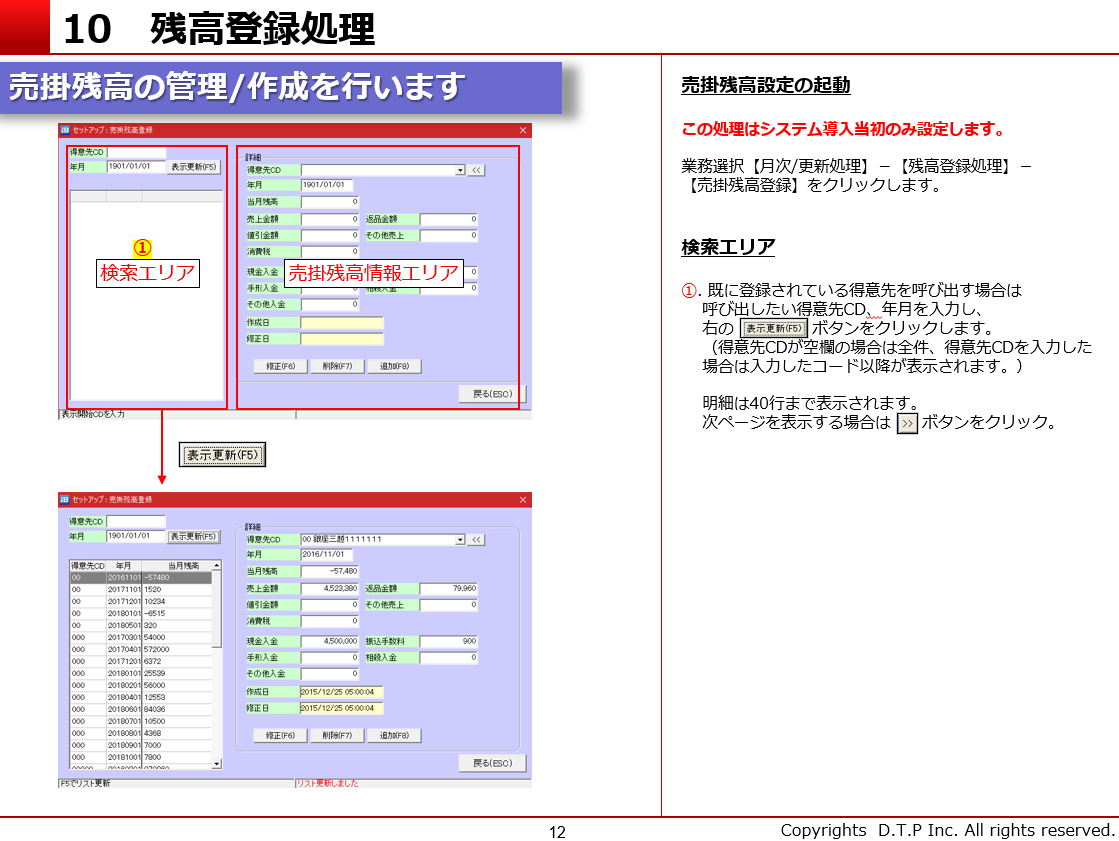 10 残高登録処理
売掛残高の管理/作成を行います
セットアップ：売掛残高登録
得意先CD
年月 1901/01/01 表示更新(F5)
①
検索エリア
詳細
得意先CD <<
年月 1901/01/01
当月残高 0
売上金額 0 返品金額 0
値引金額 0 その他売上 0
消費税 0
現金入金 0
売掛残高情報エリア
手形入金 0 相殺入金 0
その他入金 0
作成日
修正日
修正(F6) 削除(F7) 追加(F8)
戻る(ESC)
表示開始CDを入力
表示更新(F5)
セットアップ：売掛残高登録
得意先CD
年月 1901/01/01 表示更新(F5)
得意先CD 年月 当月残高
00 20161101 -57480
00 20171101 1520
00 20171201 10234
00 20180101 -6515
00 20180501 320
000 20170301 54000
000 20170401 572000
000 20171201 6372
000 20180101 25539
000 20180201 56000
000 20180401 12553
000 20180601 84036
000 20180701 10500
000 20180801 4368
000 20180901 7000
000 20181001 7800
詳細
得意先CD 00 銀座三越1111111 <<
年月 2016/11/01
当月残高 -57,480
売上金額 4,523,380 返品金額 79,960
値引金額 0 その他売上 0
消費税 0
現金入金 4,500,000 振込手数料 900
手形入金 0 相殺入金 0
その他入金 0
作成日 2015/12/25 05:00:04
修正日 2015/12/25 05:00:04
修正(F6) 削除(F7) 追加(F8)
戻る(ESC)
F5でリスト更新 リスト更新しました
売掛残高設定の起動
この処理はシステム導入当初のみ設定します。
業務選択【月次/更新処理】－【残高登録処理】－
【売掛残高登録】をクリックします。
検索エリア
①. 既に登録されている得意先を呼び出す場合は
呼び出したい得意先CD、年月を入力し、
右の 表示更新(F5) ボタンをクリックします。
（得意先CDが空欄の場合は全件、得意先CDを入力した
場合は入力したコード以降が表示されます。）
明細は40行まで表示されます。
次ページを表示する場合は >> ボタンをクリック。
12
Copyrights D.T.P Inc. All rights reserved.